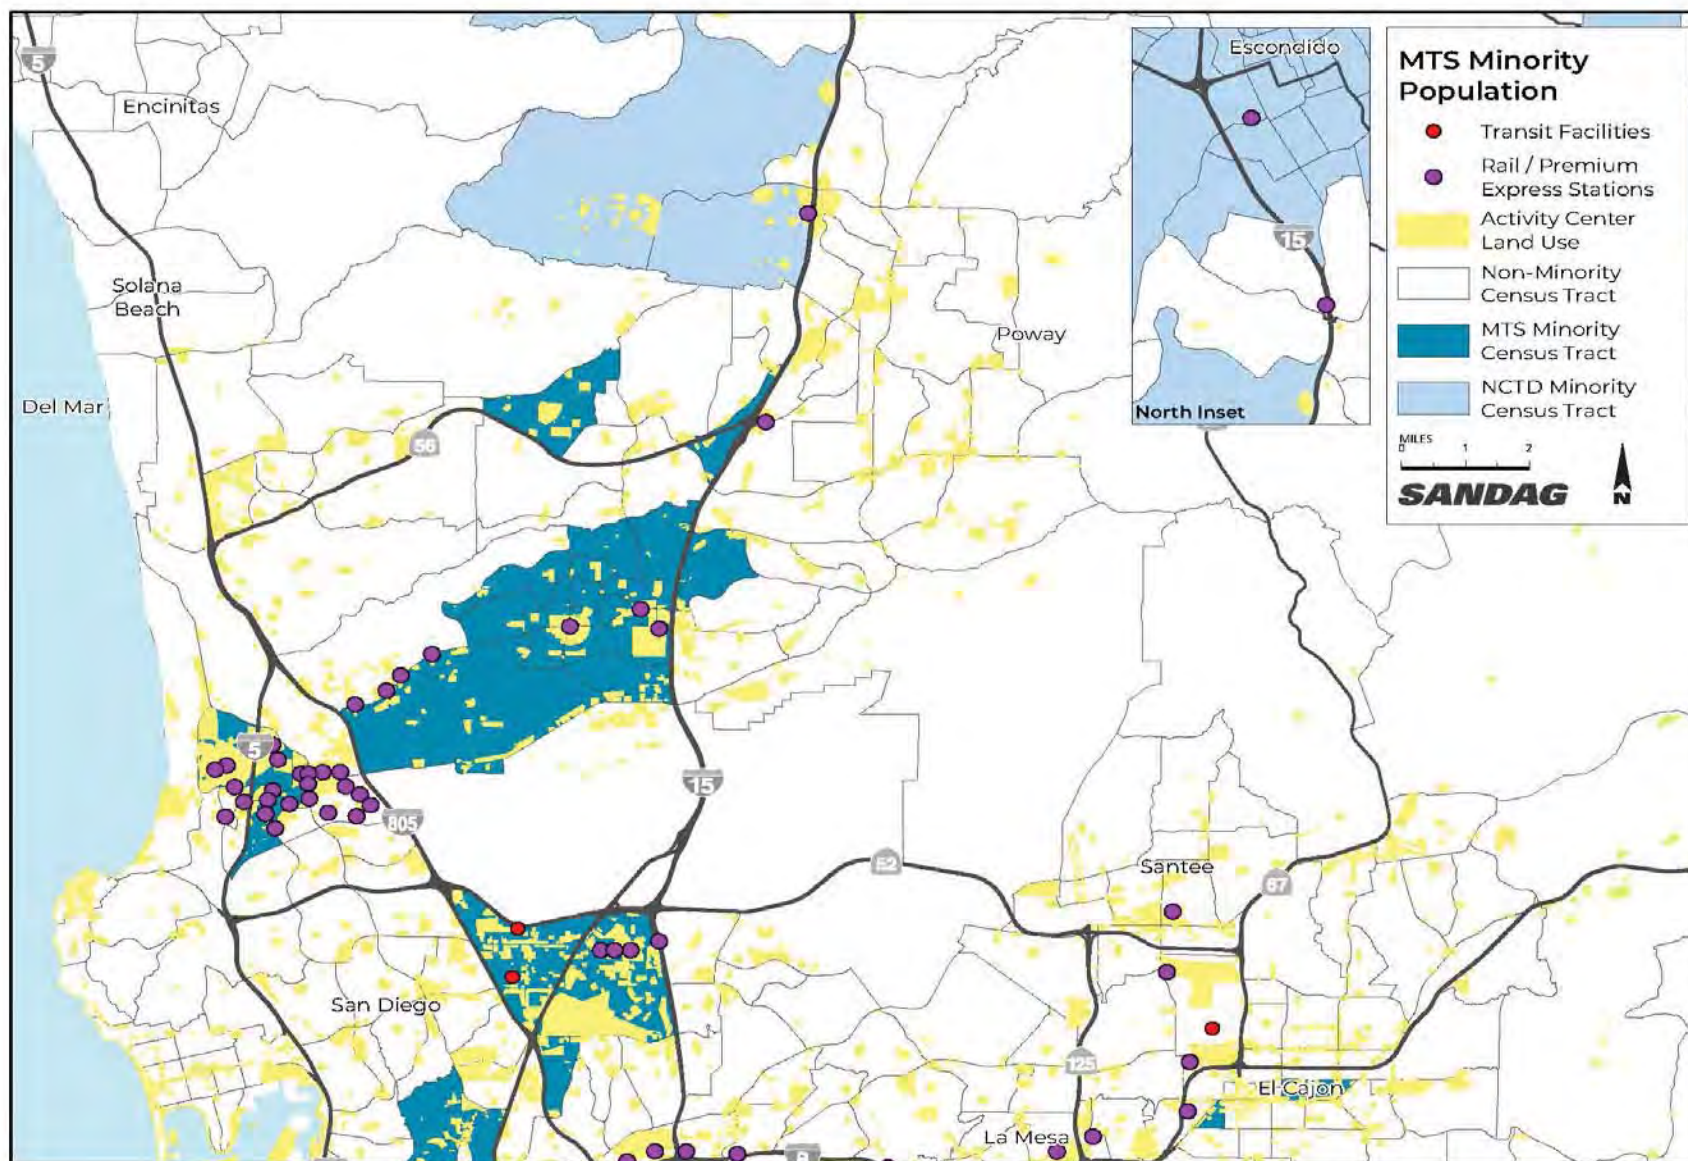 5
Encinitas
Solana
Beach
Del Mar
56
Poway
5
805
15
52
Santee
67
San Diego
125
El Cajon
La Mesa
8
Escondido
15
North Inset
MTS Minority
Population
Transit Facilities
Rail / Premium
Express Stations
Activity Center
Land Use
Non-Minority
Census Tract
MTS Minority
Census Tract
NCTD Minority
Census Tract
MILES
0 1 2
SANDAG
N